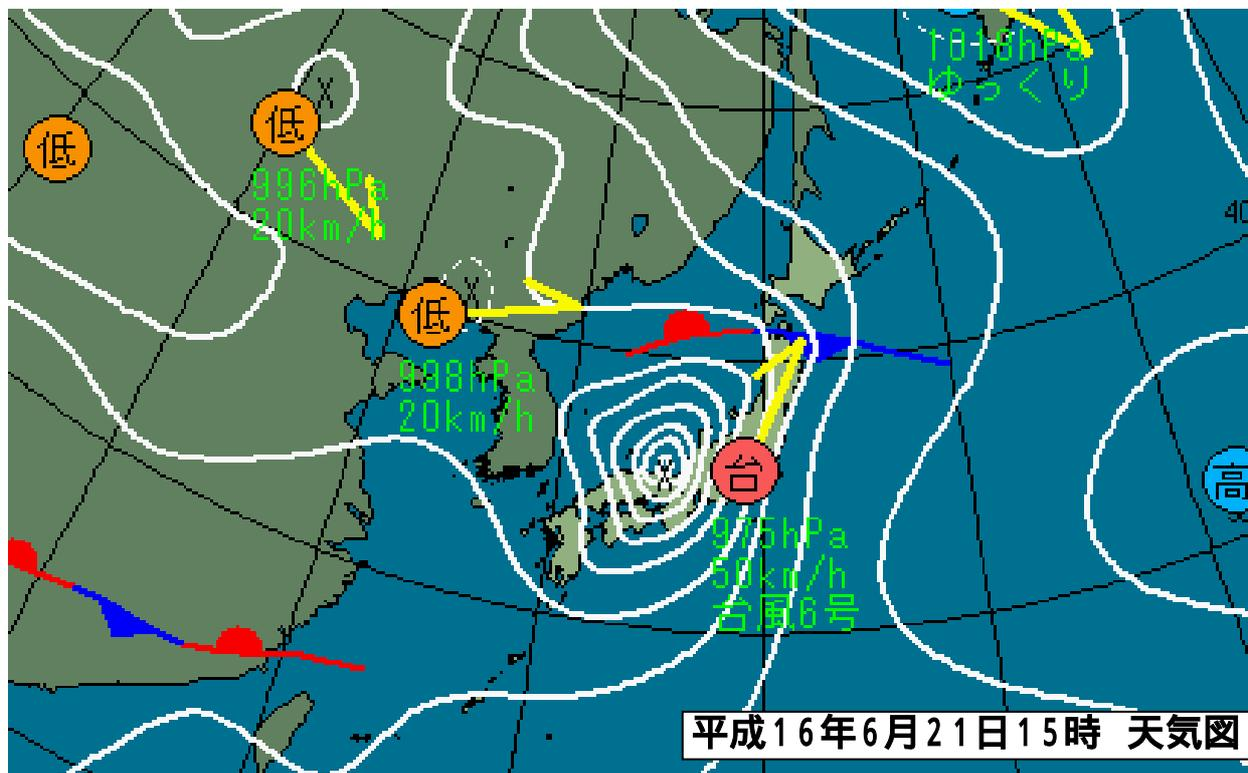 1018hPa
ゆっくり
低
低
996hPa
20km/h
40
低
998hPa
20km/h
台
高
975hPa
50km/h
台風6号
平成16年6月21日15時 天気図